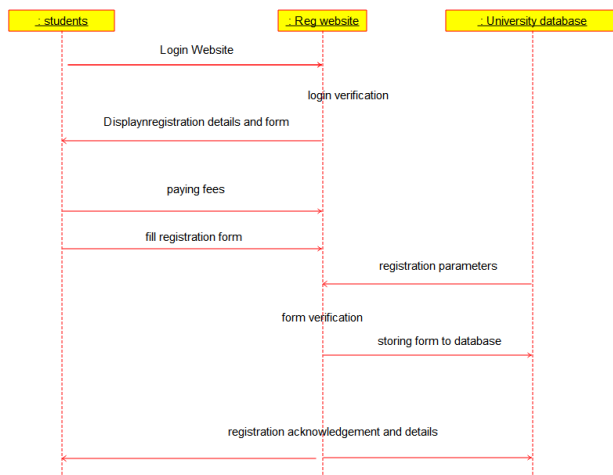 : students
: Reg website
: University database
Login Website
login verification
Displaynregistration details and form
paying fees
fill registration form
registration parameters
form verification
storing form to database
registration acknowledgement and details